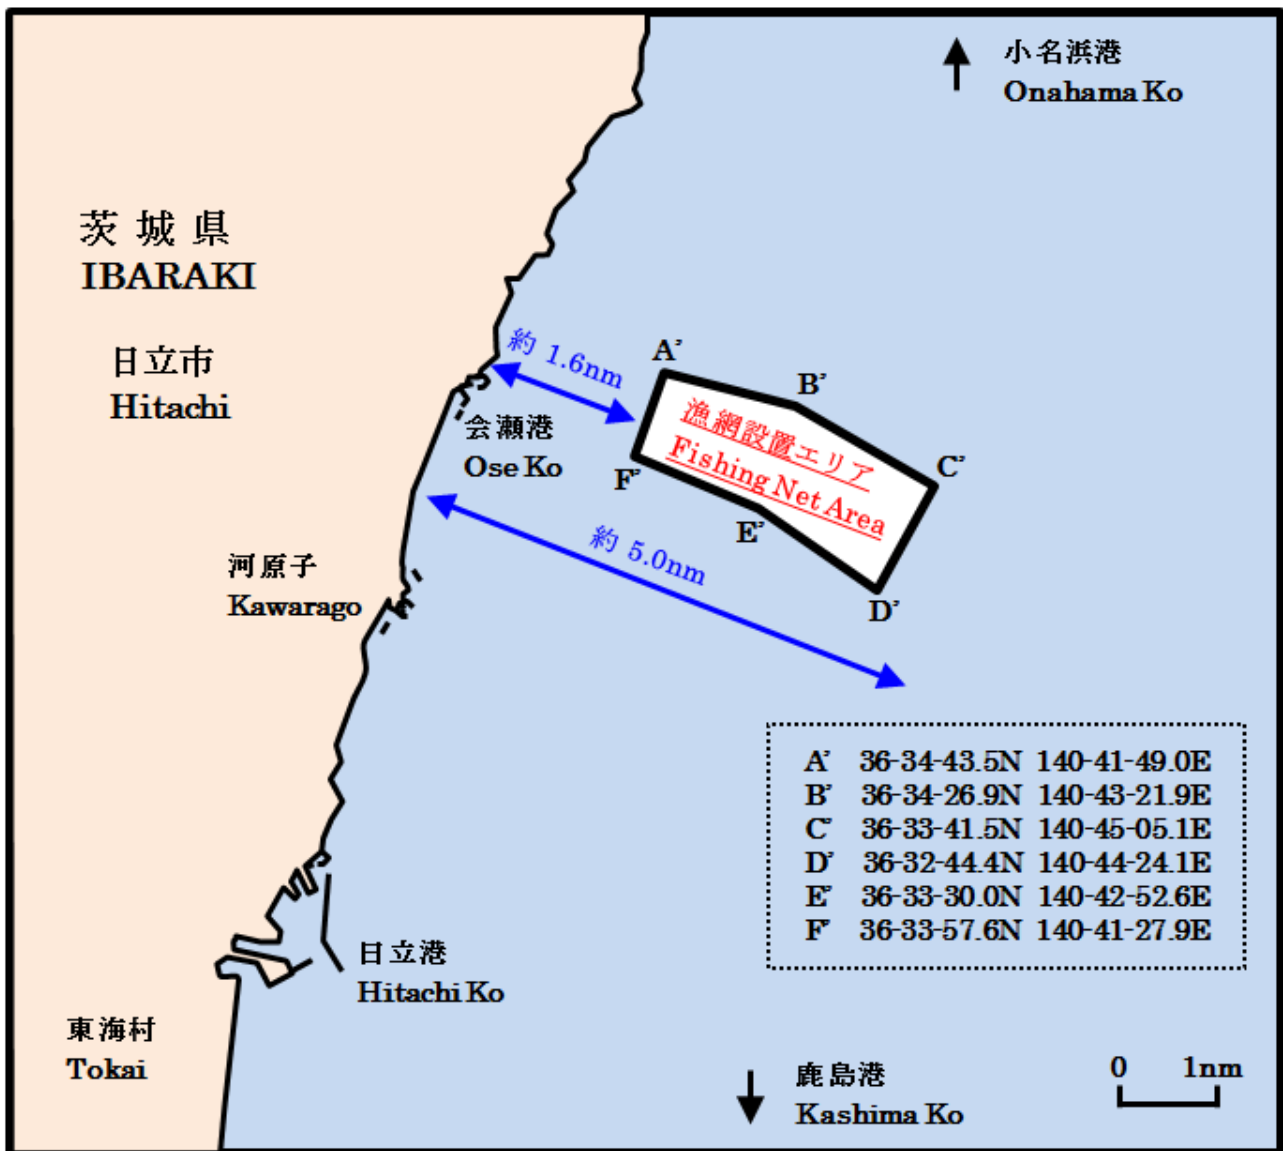 小名浜港
Onahama Ko
茨城県
IBARAKI
日立市
Hitachi
約 1.6nm
A’
B’
漁網設置エリア
Fishing Net Area
C’
会瀬港
Ose Ko
F’
E’
D’
約 5.0nm
河原子
Kawarago
A’ 36-34-43.5N 140-41-49.0E
B’ 36-34-26.9N 140-43-21.9E
C’ 36-33-41.5N 140-45-05.1E
D’ 36-32-44.4N 140-44-24.1E
E’ 36-33-30.0N 140-42-52.6E
F’ 36-33-57.6N 140-41-27.9E
日立港
Hitachi Ko
東海村
Tokai
鹿島港
Kashima Ko
0 1nm